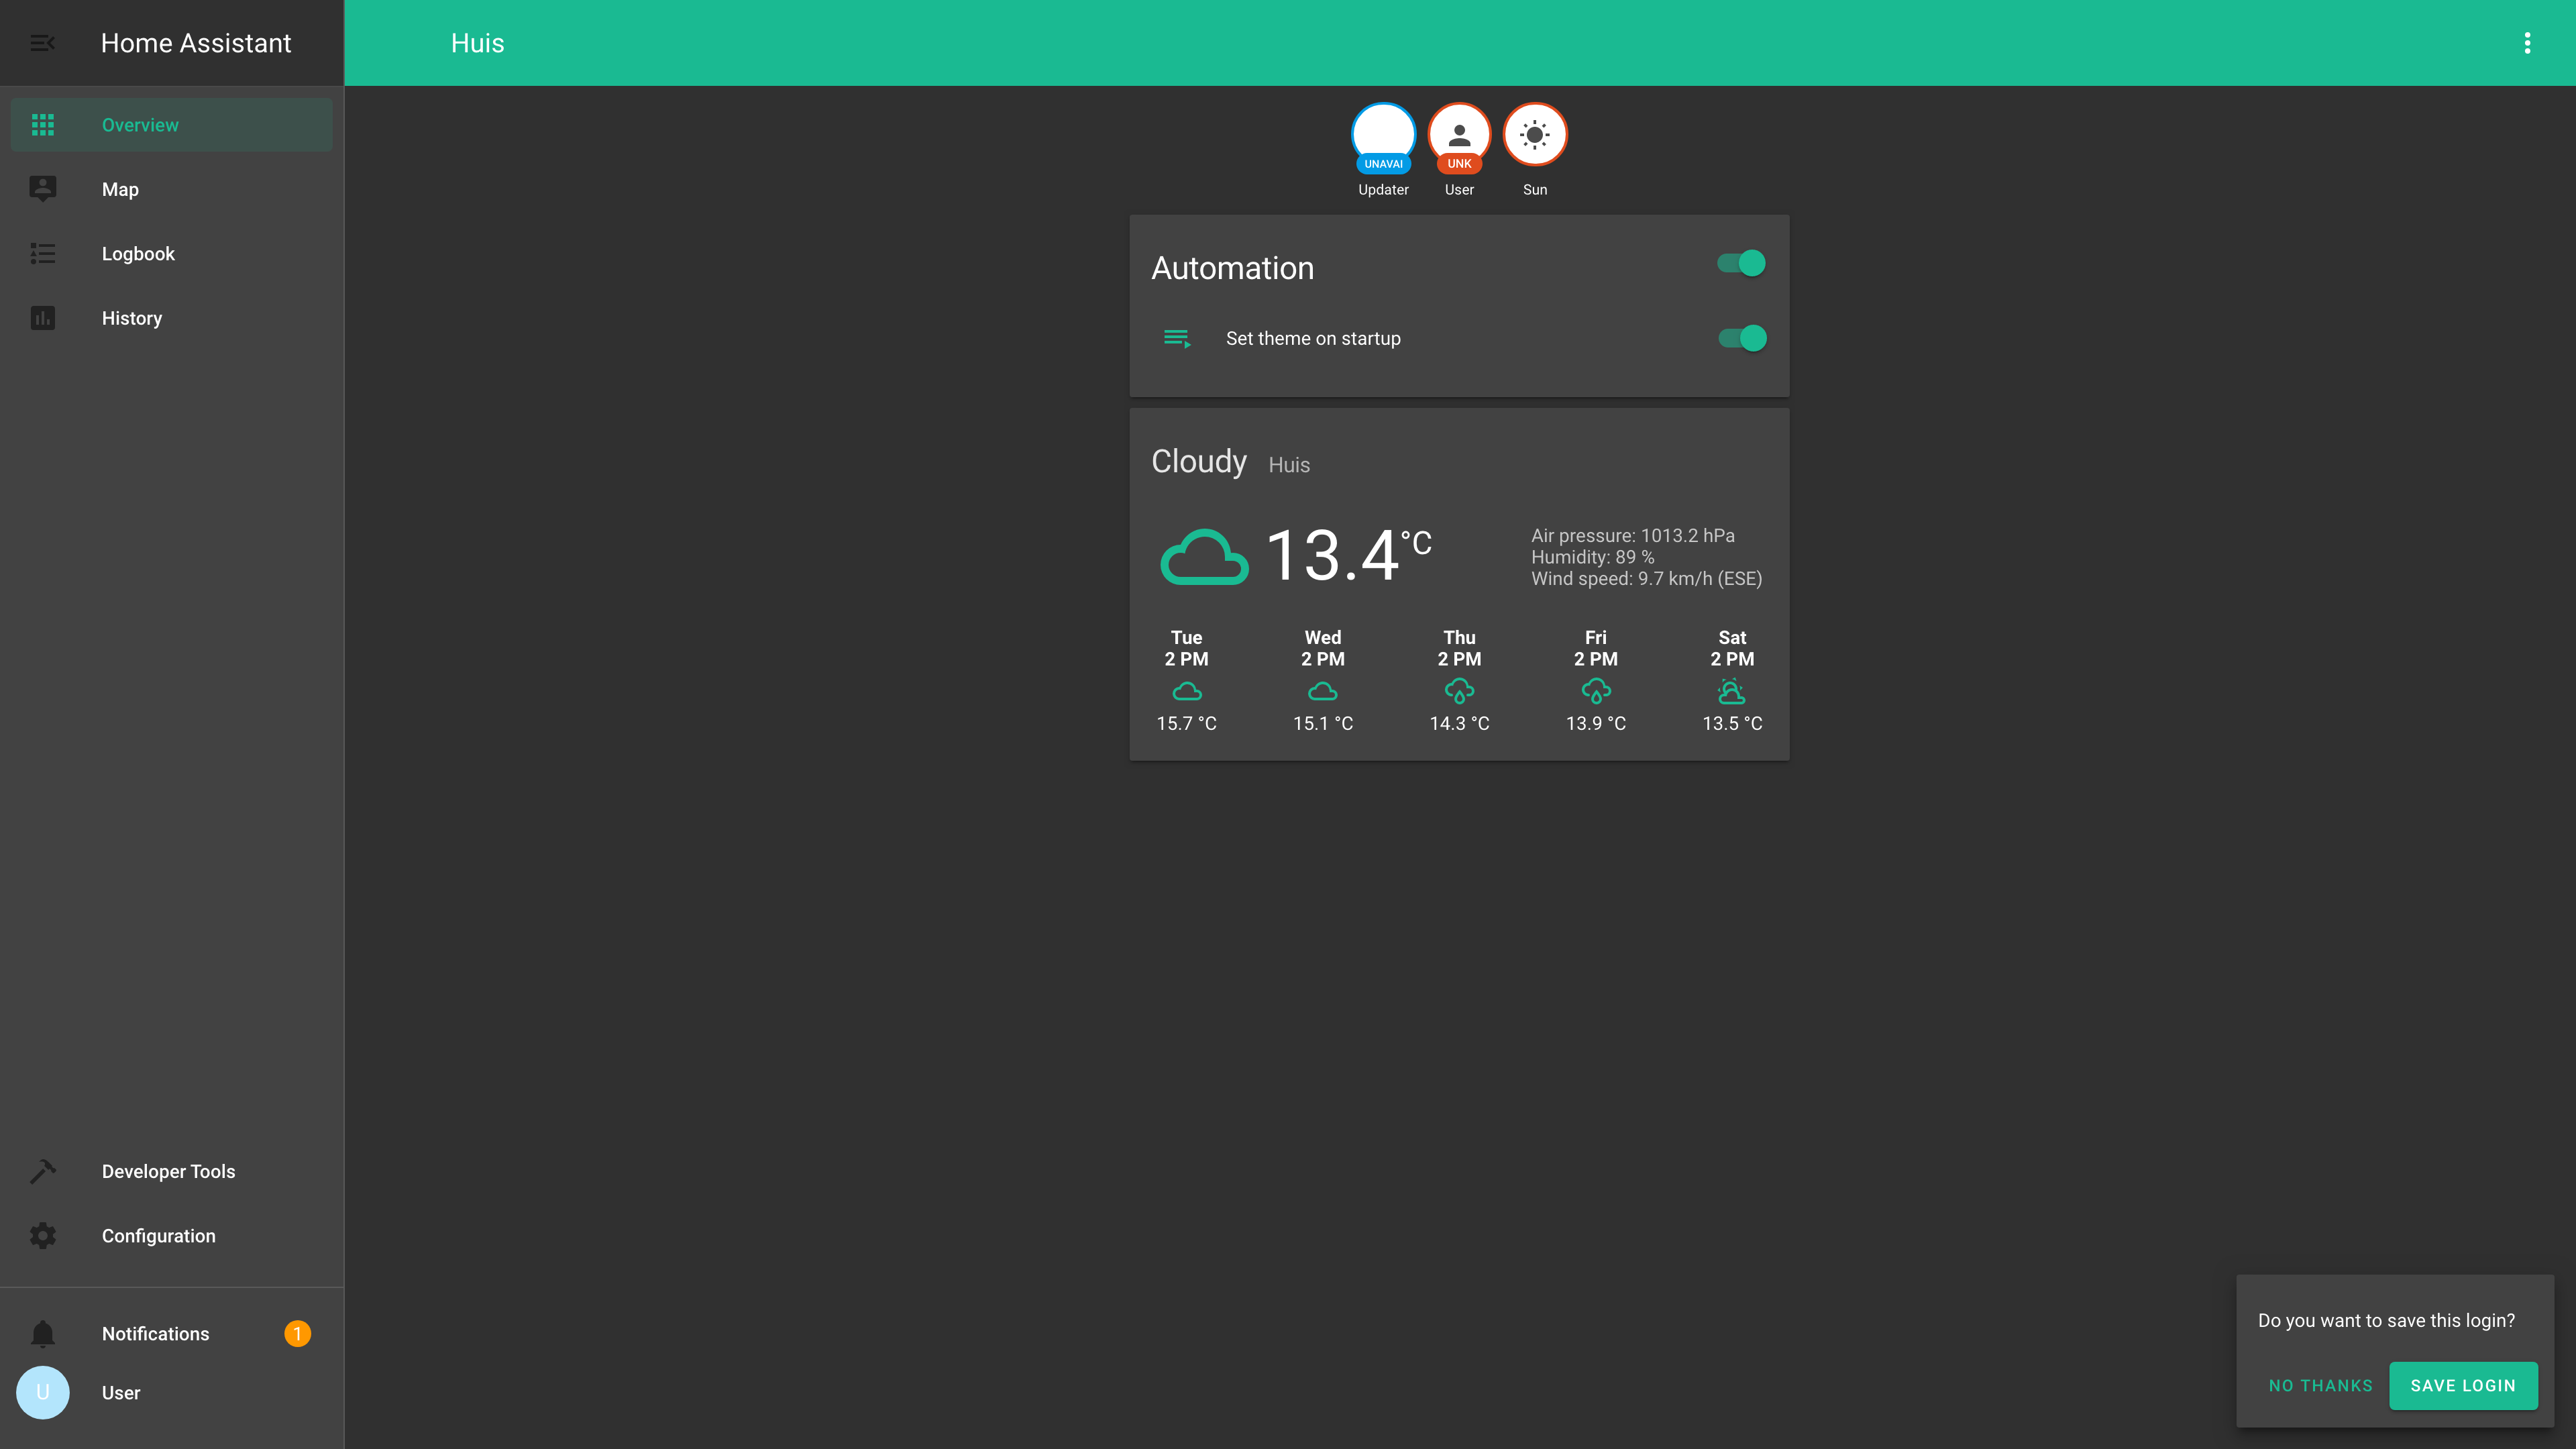 Home Assistant
Huis
Overview
Map
Logbook
History
Developer Tools
Configuration
Notifications
1
U
User
UNAVAI
Updater
UNK
User
Sun
Automation
Set theme on startup
Cloudy Huis
13.4 °C
Air pressure: 1013.2 hPa
Humidity: 89 %
Wind speed: 9.7 km/h (ESE)
Tue Wed Thu Fri Sat
2 PM 2 PM 2 PM 2 PM 2 PM
15.7 °C 15.1 °C 14.3 °C 13.9 °C 13.5 °C
Do you want to save this login?
NO THANKS SAVE LOGIN